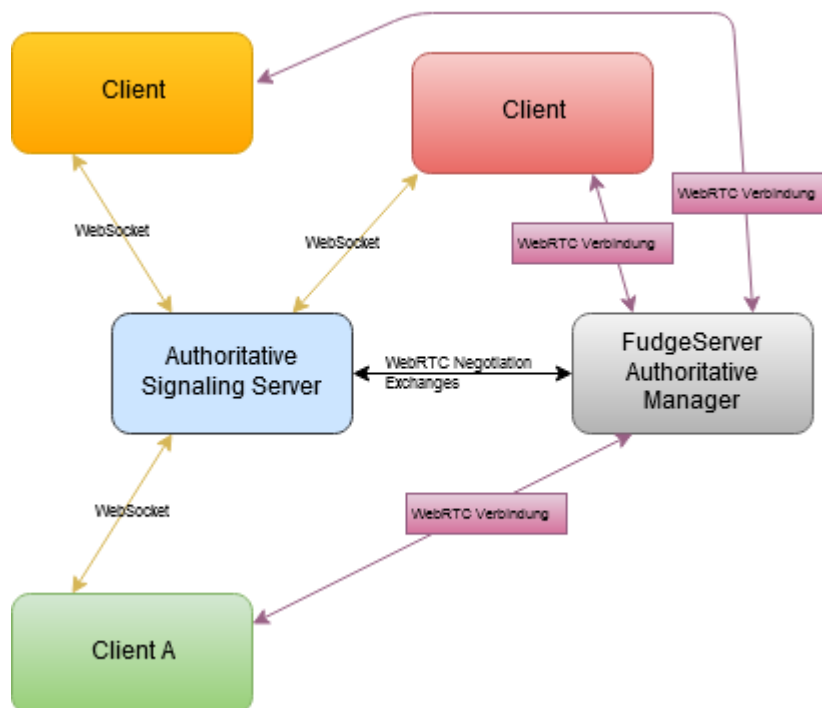 Client
Client
WebRTC Verbindung
WebSocket
WebSocket
WebRTC Verbindung
Authoritative
Signaling Server
WebRTC Negotiation
Exchanges
FudgeServer
Authoritative
Manager
WebSocket
WebRTC Verbindung
Client A